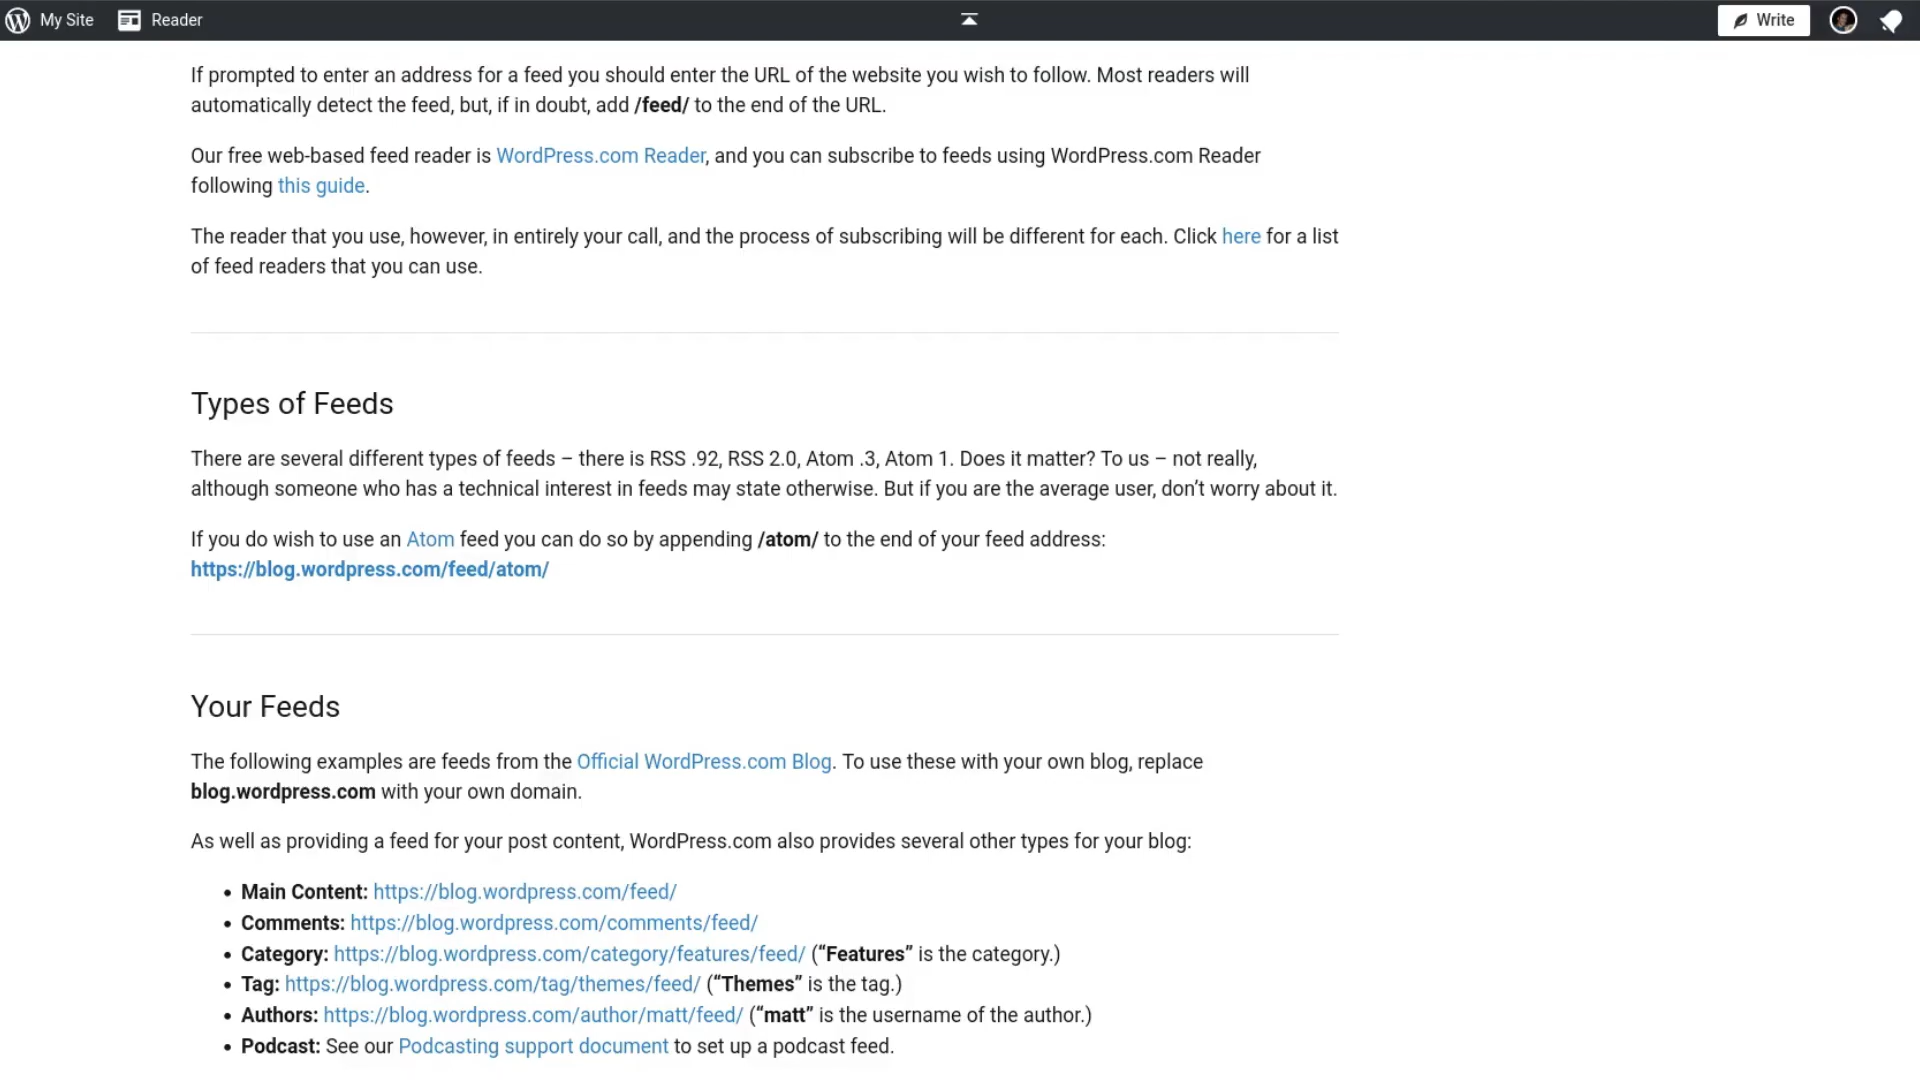 My Site
Reader
Write
If prompted to enter an address for a feed you should enter the URL of the website you wish to follow. Most readers will
automatically detect the feed, but, if in doubt, add /feed/ to the end of the URL.
Our free web-based feed reader is WordPress.com Reader, and you can subscribe to feeds using WordPress.com Reader
following this guide.
The reader that you use, however, in entirely your call, and the process of subscribing will be different for each. Click here for a list
of feed readers that you can use.
Types of Feeds
There are several different types of feeds – there is RSS .92, RSS 2.0, Atom .3, Atom 1. Does it matter? To us – not really,
although someone who has a technical interest in feeds may state otherwise. But if you are the average user, don’t worry about it.
If you do wish to use an Atom feed you can do so by appending /atom/ to the end of your feed address:
https://blog.wordpress.com/feed/atom/
Your Feeds
The following examples are feeds from the Official WordPress.com Blog. To use these with your own blog, replace
blog.wordpress.com with your own domain.
As well as providing a feed for your post content, WordPress.com also provides several other types for your blog:
• Main Content: https://blog.wordpress.com/feed/
• Comments: https://blog.wordpress.com/comments/feed/
• Category: https://blog.wordpress.com/category/features/feed/ (“Features” is the category.)
• Tag: https://blog.wordpress.com/tag/themes/feed/ (“Themes” is the tag.)
• Authors: https://blog.wordpress.com/author/matt/feed/ (“matt” is the username of the author.)
• Podcast: See our Podcasting support document to set up a podcast feed.